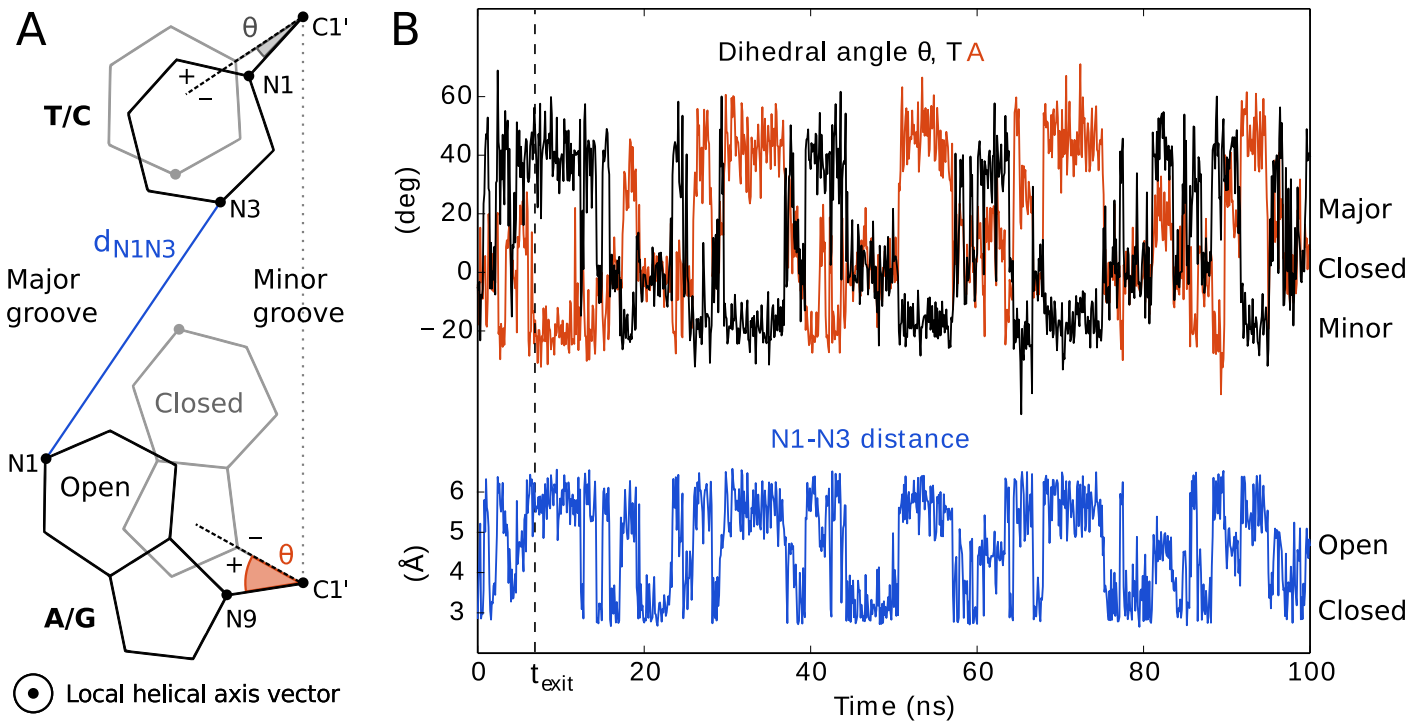 A
θ
C1'
+
−
N1
T/C
N3
dN1N3
Major
groove
Minor
groove
Closed
N1
Open
−
+
θ
C1'
N9
A/G
Local helical axis vector
B
Dihedral angle θ, T A
60
40
20
0
−20
(deg)
Major
Closed
Minor
N1-N3 distance
6
5
4
3
(Å)
Open
Closed
0
texit
20
40
60
80
100
Time (ns)